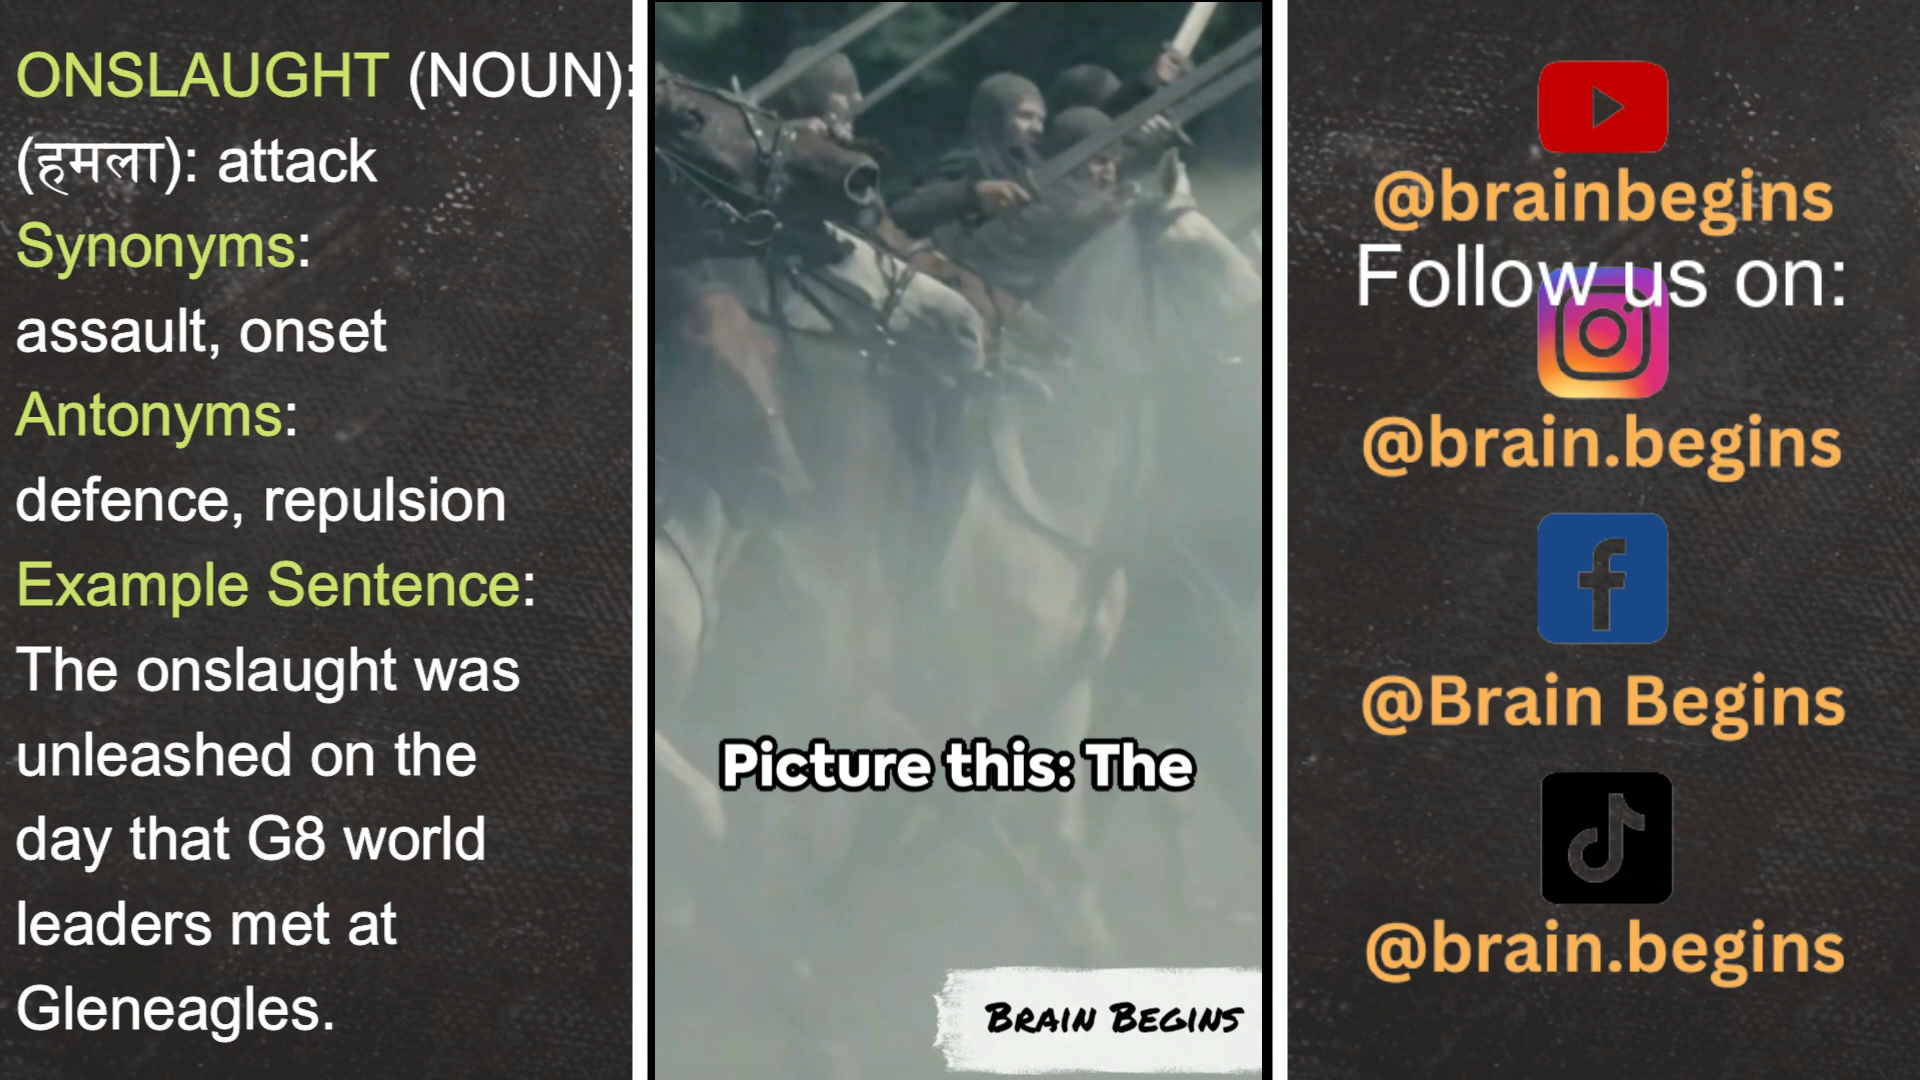 ONSLAUGHT (NOUN):
(हमला): attack
Synonyms:
assault, onset
Antonyms:
defence, repulsion
Example Sentence:
The onslaught was
unleashed on the
day that G8 world
leaders met at
Gleneagles.
Picture this: The
BRAIN BEGINS
@brainbegins
Follow us on:
@brain.begins
@Brain Begins
@brain.begins